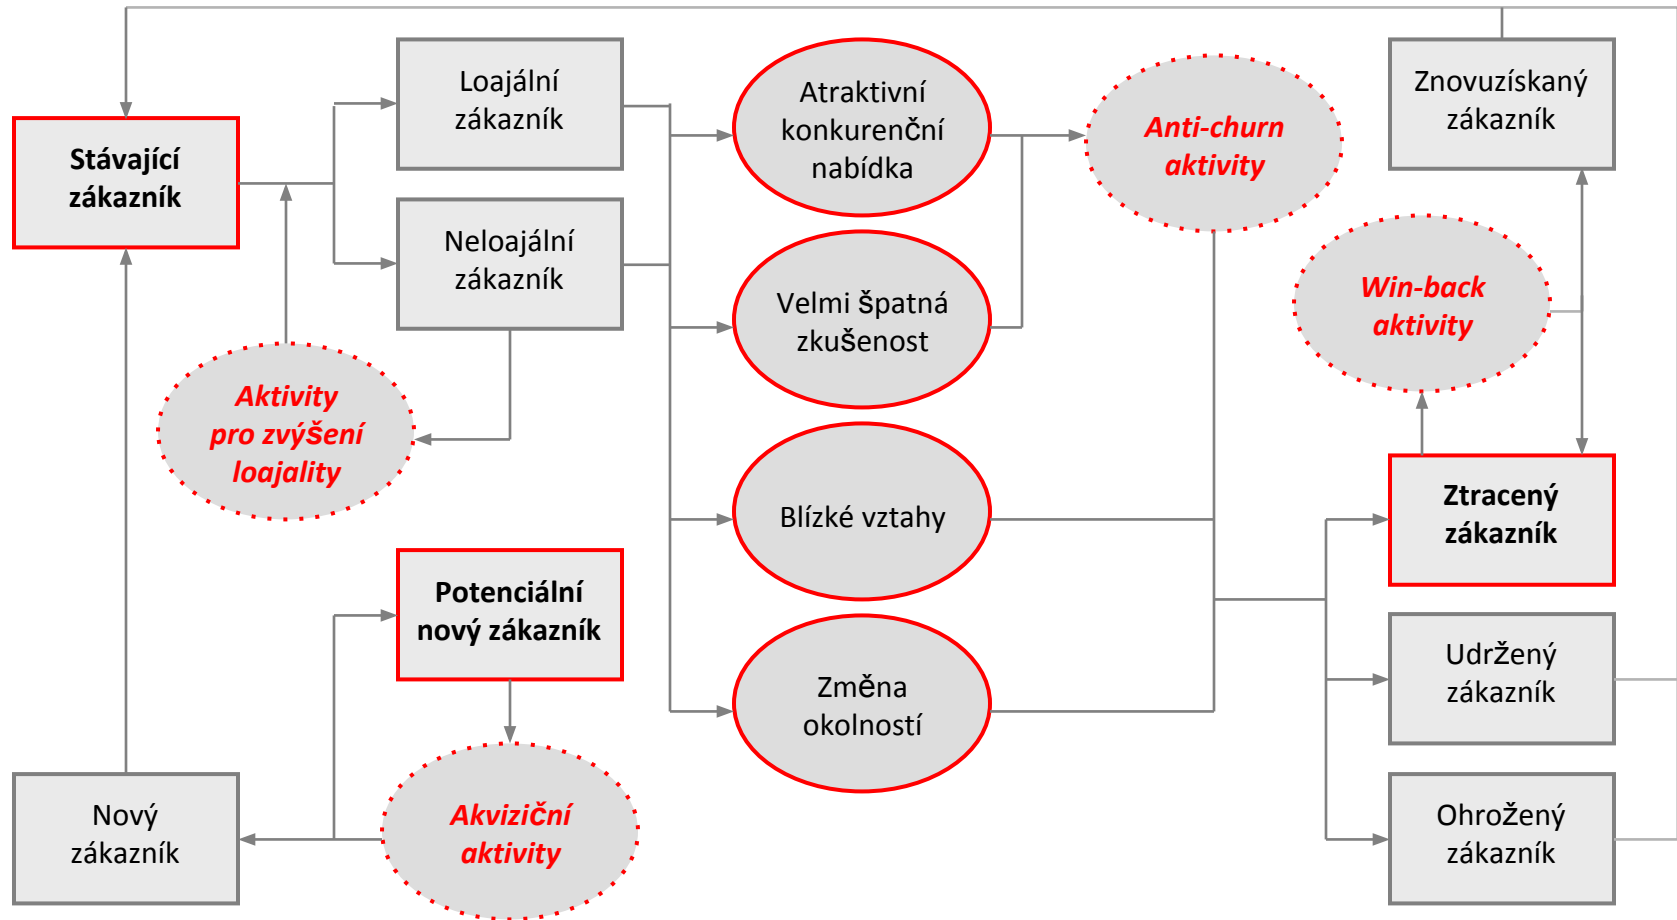 Stávající
zákazník
Loajální
zákazník
Neloajální
zákazník
Aktivity
pro zvýšení
loajality
Potenciální
nový zákazník
Akviziční
aktivity
Nový
zákazník
Atraktivní
konkurenční
nabídka
Velmi špatná
zkušenost
Blízké vztahy
Změna
okolností
Anti-churn
aktivity
Znovuzískaný
zákazník
Win-back
aktivity
Ztracený
zákazník
Udržený
zákazník
Ohrožený
zákazník